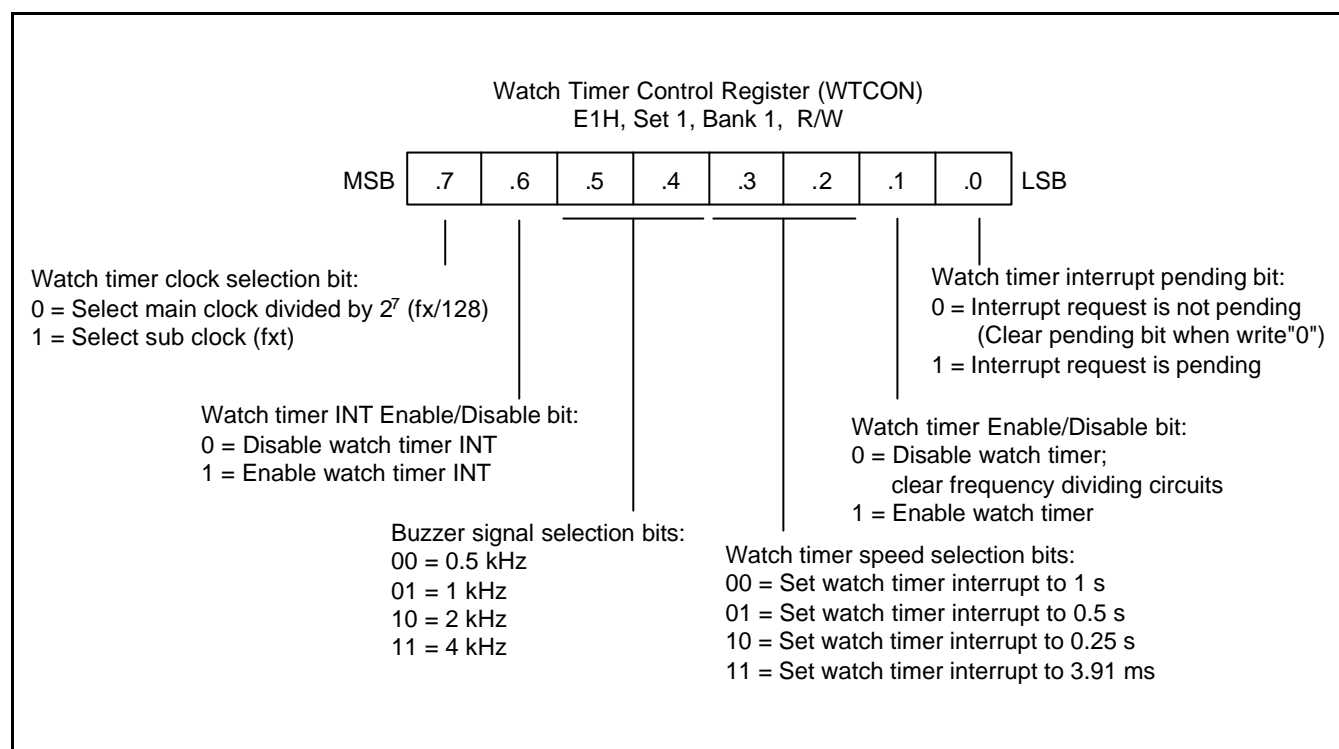 Watch Timer Control Register (WTCON)
E1H, Set 1, Bank 1, R/W
MSB .7 .6 .5 .4 .3 .2 .1 .0 LSB
Watch timer clock selection bit:
0 = Select main clock divided by 2⁷ (fx/128)
1 = Select sub clock (fxt)
Watch timer INT Enable/Disable bit:
0 = Disable watch timer INT
1 = Enable watch timer INT
Buzzer signal selection bits:
00 = 0.5 kHz
01 = 1 kHz
10 = 2 kHz
11 = 4 kHz
Watch timer interrupt pending bit:
0 = Interrupt request is not pending
(Clear pending bit when write"0")
1 = Interrupt request is pending
Watch timer Enable/Disable bit:
0 = Disable watch timer;
clear frequency dividing circuits
1 = Enable watch timer
Watch timer speed selection bits:
00 = Set watch timer interrupt to 1 s
01 = Set watch timer interrupt to 0.5 s
10 = Set watch timer interrupt to 0.25 s
11 = Set watch timer interrupt to 3.91 ms